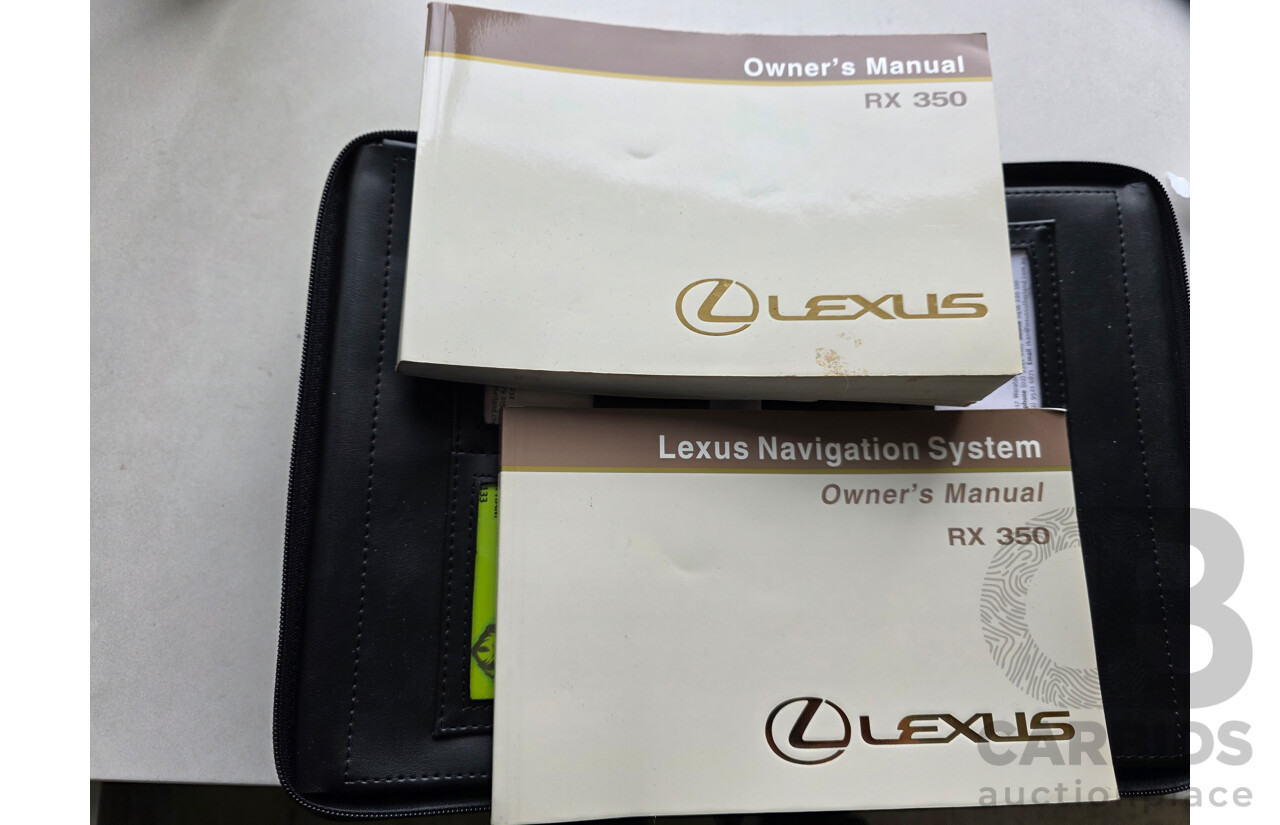 Owner's Manual
RX 350
LEXUS
Lexus Navigation System
Owner's Manual
RX 350
LEXUS
CARBIDS
auctionplace